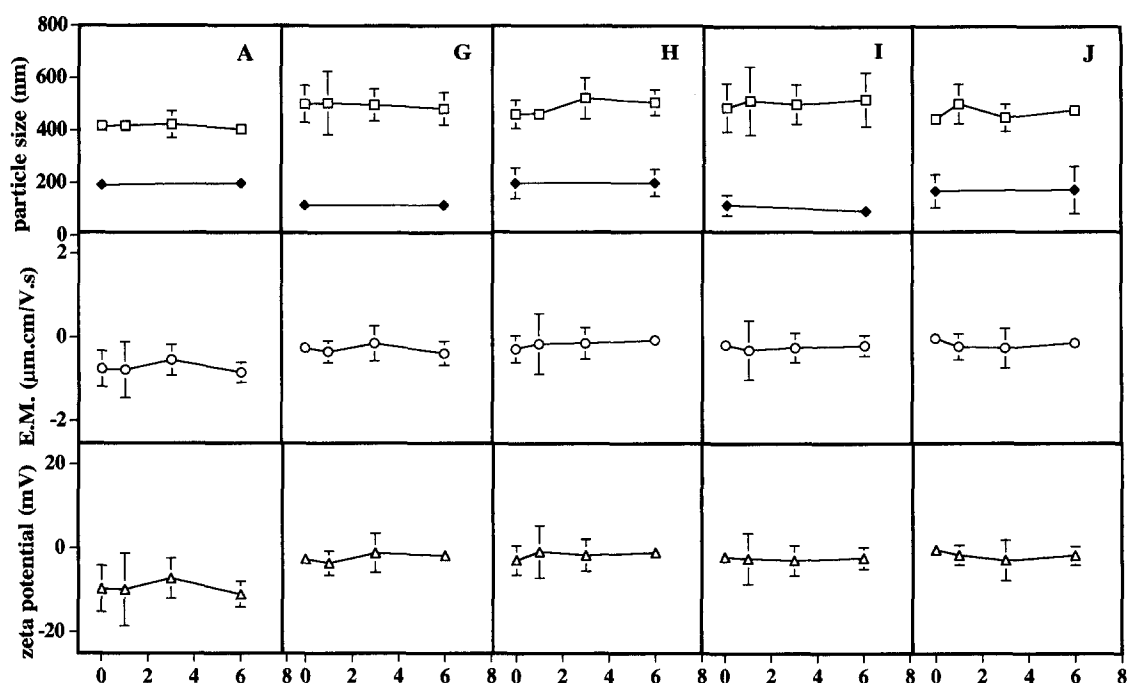 800
600
400
200
0
particle size (nm)
A
G
H
I
J
2
0
-2
E.M. (µm.cm/V.s)
20
0
-20
zeta potential (mV)
0 2 4 6 8 0 2 4 6 8 0 2 4 6 8 0 2 4 6 8 0 2 4 6 8